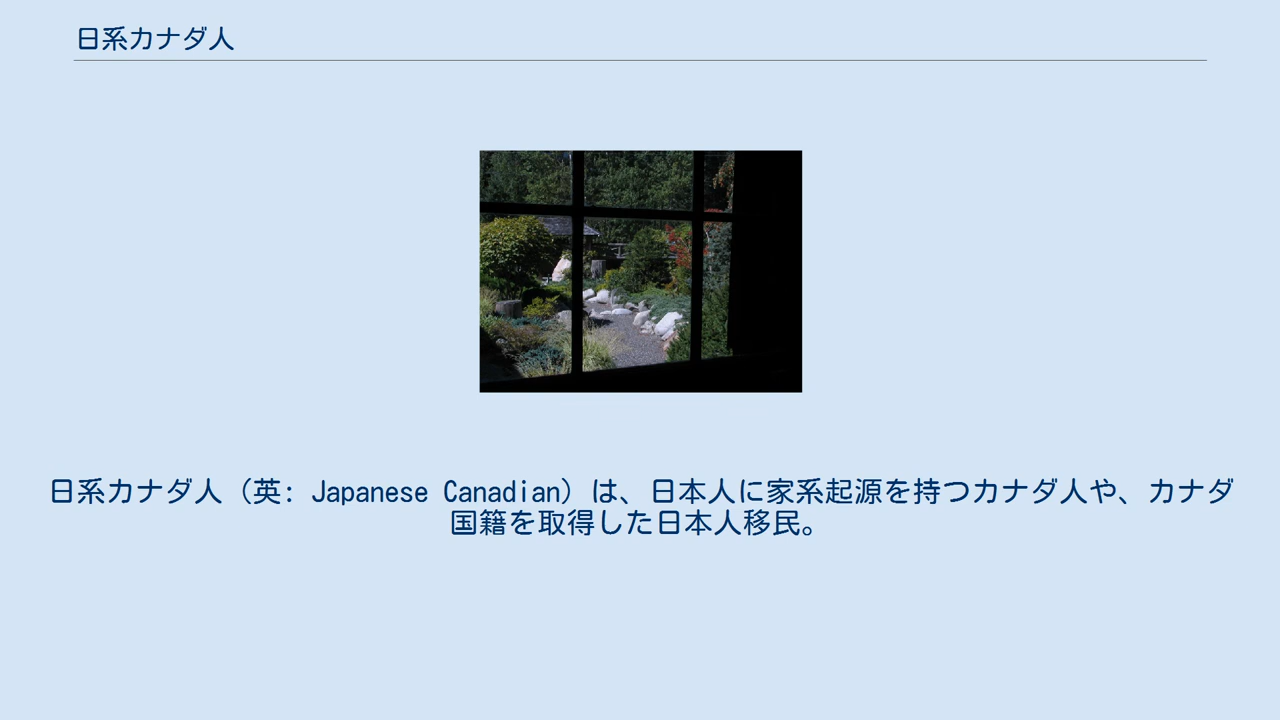 日系カナダ人
日系カナダ人（英: Japanese Canadian）は、日本人に家系起源を持つカナダ人や、カナダ
国籍を取得した日本人移民。